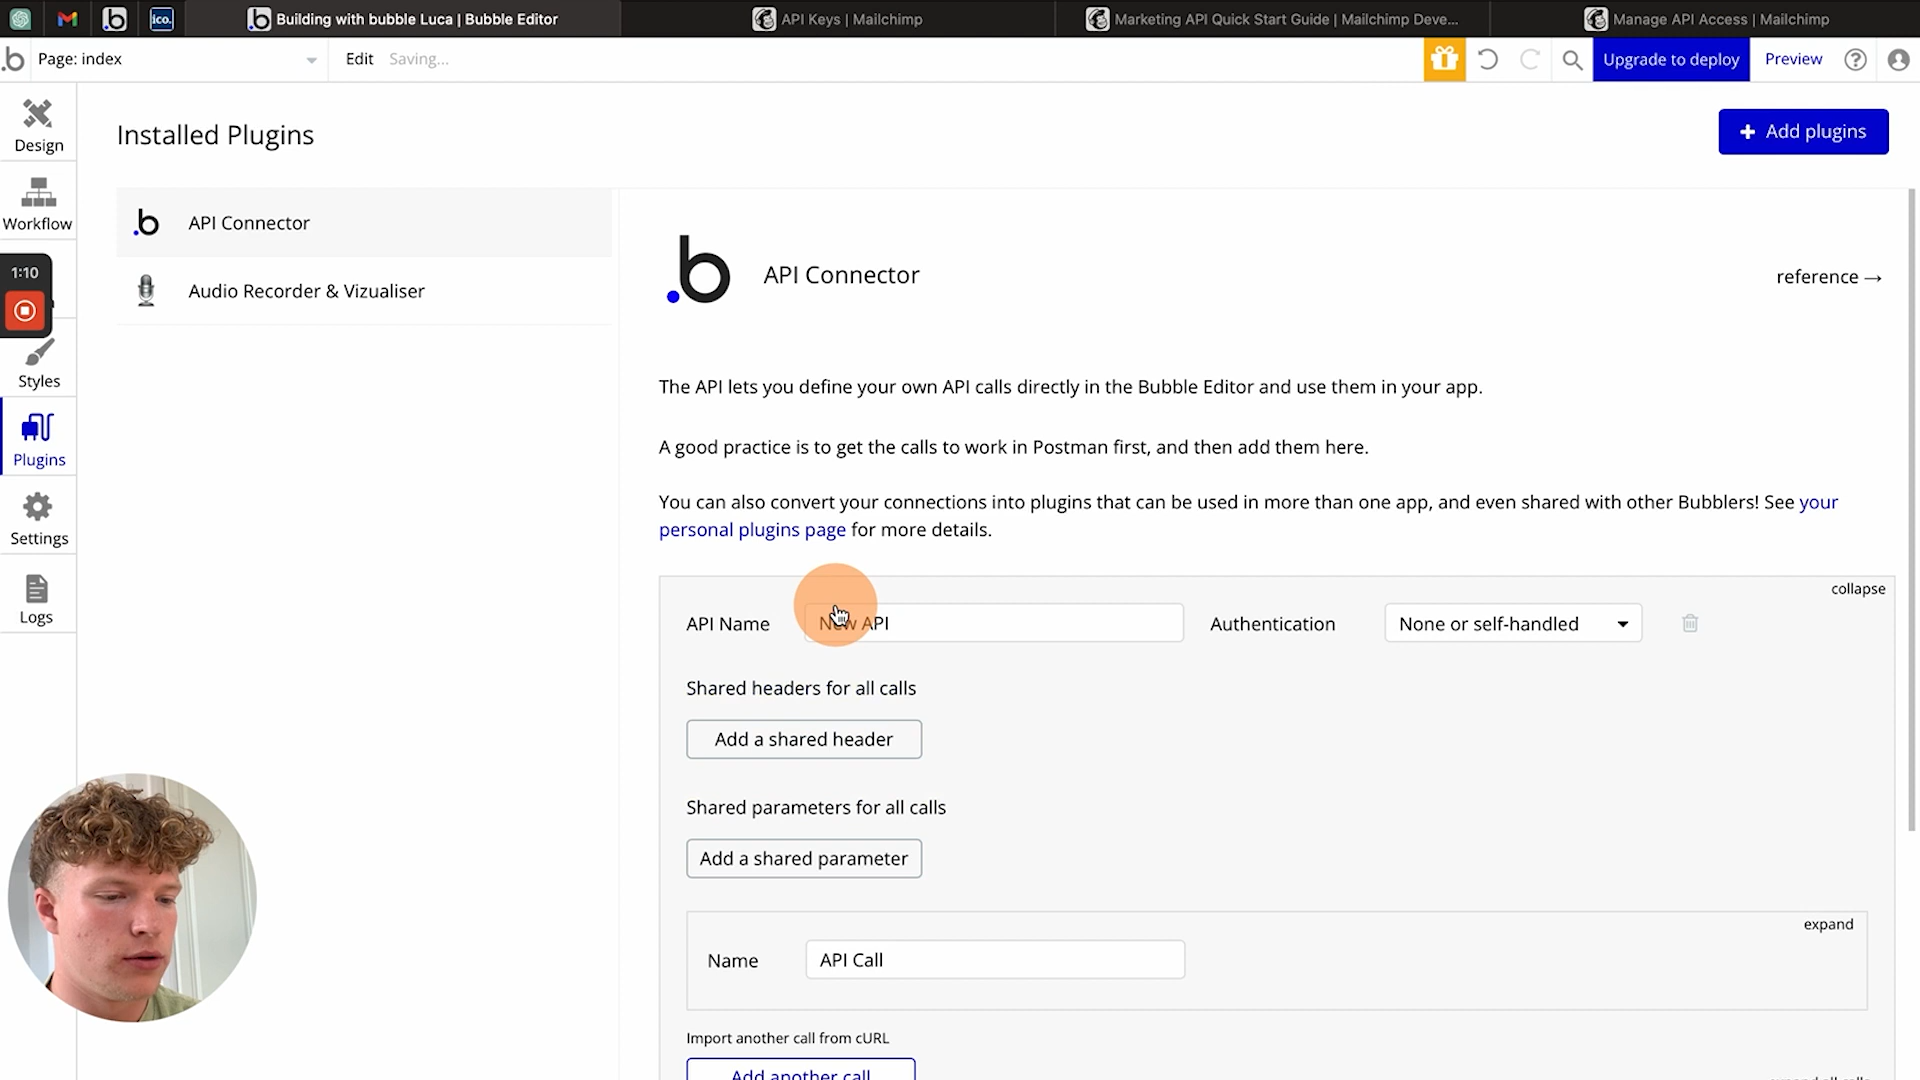 ico.
Building with bubble Luca | Bubble Editor
API Keys | Mailchimp
Marketing API Quick Start Guide | Mailchimp Deve...
Manage API Access | Mailchimp
Page: index
Edit
Saving...
Upgrade to deploy
Preview
Design
Workflow
1:10
Styles
Plugins
Settings
Logs
Installed Plugins
+ Add plugins
API Connector
Audio Recorder & Vizualiser
API Connector
reference →
The API lets you define your own API calls directly in the Bubble Editor and use them in your app.
A good practice is to get the calls to work in Postman first, and then add them here.
You can also convert your connections into plugins that can be used in more than one app, and even shared with other Bubblers! See your
personal plugins page for more details.
collapse
API Name
New API
Authentication
None or self-handled
Shared headers for all calls
Add a shared header
Shared parameters for all calls
Add a shared parameter
expand
Name
API Call
Import another call from cURL
Add another call